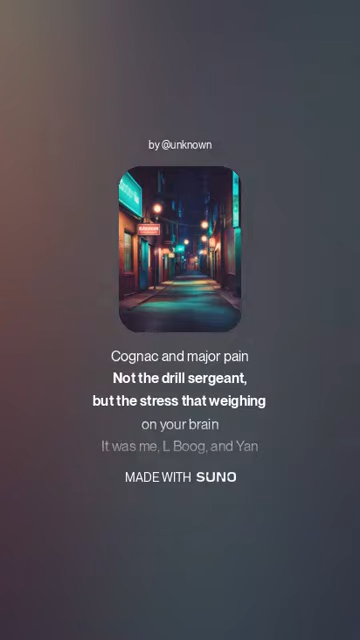 by @unknown
Cognac and major pain
Not the drill sergeant,
but the stress that weighing
on your brain
It was me, L Boog, and Yan
MADE WITH SUNO